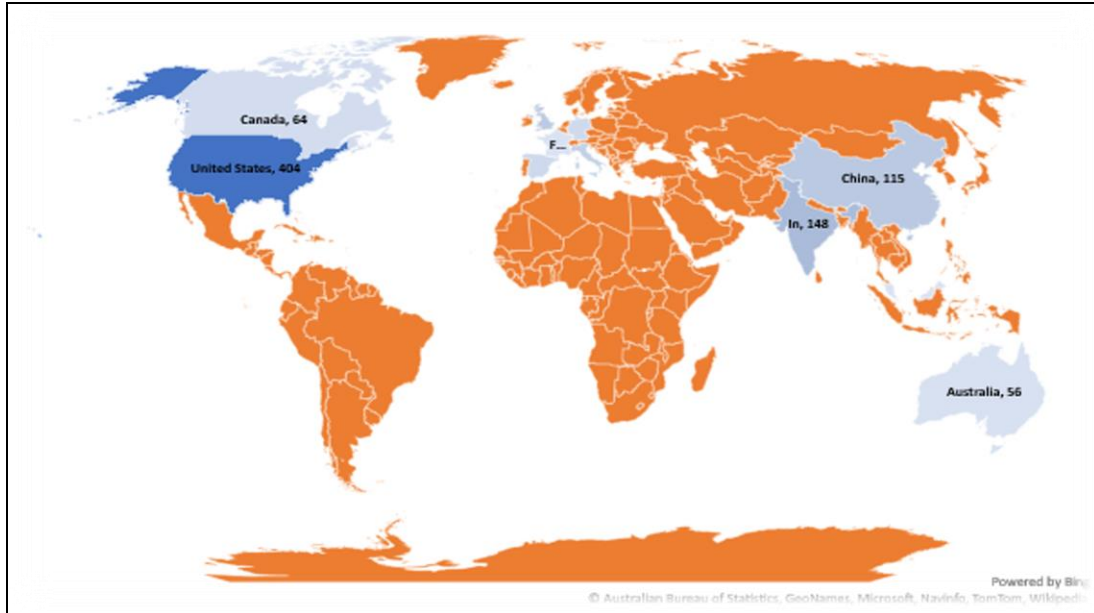 Canada, 64
F...
United States, 404
China, 115
In, 148
Australia, 56
Powered by Bing
© Australian Bureau of Statistics, GeoNames, Microsoft, Navinfo, TomTom, Wikipedia